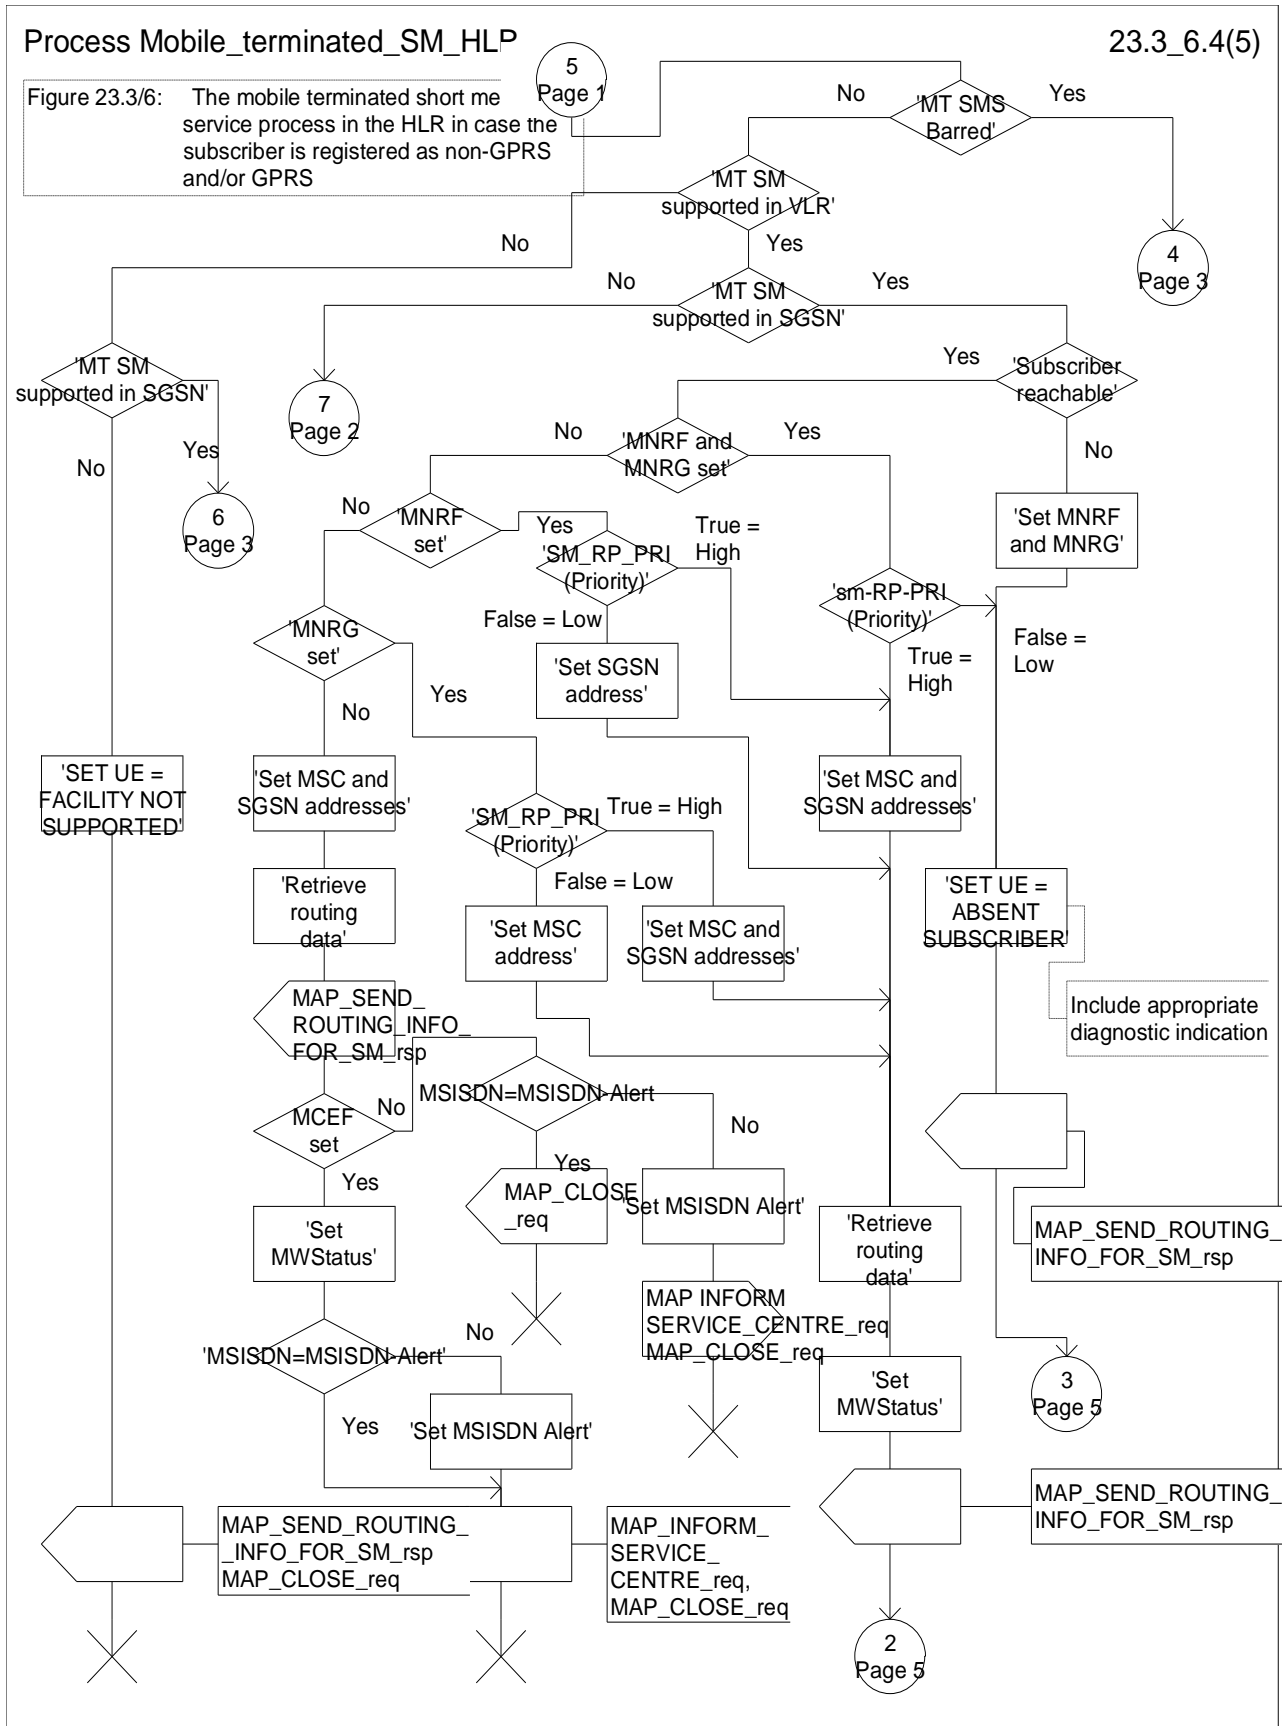 Process Mobile_terminated_SM_HLP
23.3_6.4(5)
5
Page 1
Figure 23.3/6: The mobile terminated short me
service process in the HLR in case the
subscriber is registered as non-GPRS
and/or GPRS
No
'MT SMS
Barred'
Yes
'MT SM
supported in VLR'
No
Yes
4
Page 3
No
'MT SM
supported in SGSN'
Yes
'MT SM
supported in SGSN'
7
Page 2
Yes
'Subscriber
reachable'
No
Yes
No
'MNRF and
MNRG set'
Yes
No
6
Page 3
No
'MNRF
set'
Yes
'SM_RP_PRI
(Priority)'
True =
High
'Set MNRF
and MNRG'
'sm-RP-PRI
(Priority)'
'MNRG
set'
False = Low
False =
Low
True =
High
Yes
'Set SGSN
address'
No
'SET UE =
FACILITY NOT
SUPPORTED'
'Set MSC and
SGSN addresses'
'SM_RP_PRI
(Priority)'
True = High
'Set MSC and
SGSN addresses'
'Retrieve
routing
data'
False = Low
'Set MSC
address'
'Set MSC and
SGSN addresses'
'SET UE =
ABSENT
SUBSCRIBER'
MAP_SEND_
ROUTING_INFO_
FOR_SM_rsp
Include appropriate
diagnostic indication
MCEF
set
No
MSISDN=MSISDN-Alert
No
Yes
Yes
MAP_CLOSE
_req
'Set MSISDN Alert'
'Set
MWStatus'
'Retrieve
routing
data'
MAP_SEND_ROUTING_
INFO_FOR_SM_rsp
MAP INFORM
SERVICE_CENTRE_req
MAP_CLOSE_req
'MSISDN=MSISDN-Alert'
No
Yes
'Set MSISDN Alert'
'Set
MWStatus'
3
Page 5
MAP_SEND_ROUTING_
_INFO_FOR_SM_rsp
MAP_CLOSE_req
MAP_INFORM_
SERVICE_
CENTRE_req,
MAP_CLOSE_req
MAP_SEND_ROUTING_
INFO_FOR_SM_rsp
2
Page 5